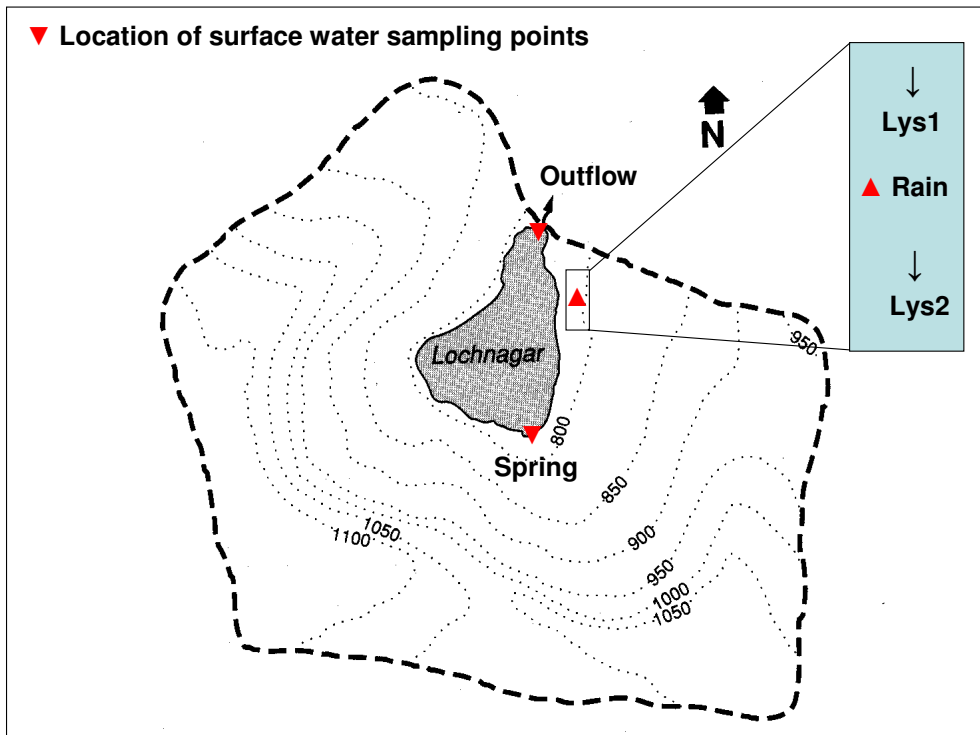 ▼ Location of surface water sampling points
↓
Lys1
N
▲ Rain
Outflow
↓
Lys2
950
Lochnagar
800
Spring
850
1050
1100
900
950
1000
1050